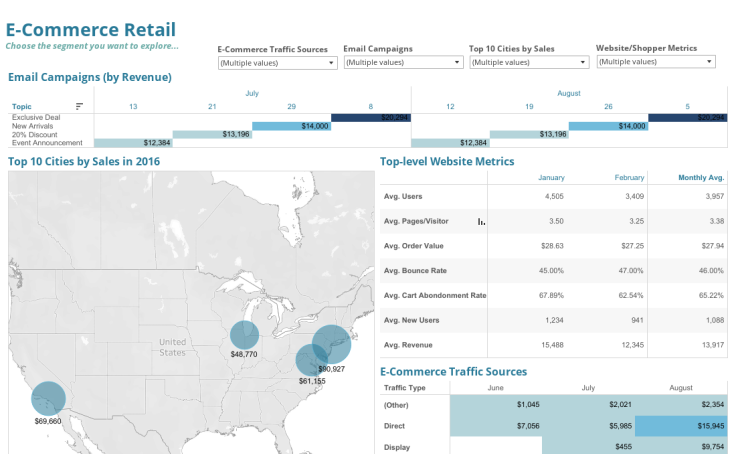 E-Commerce Retail
Choose the segment you want to explore...
E-Commerce Traffic Sources Email Campaigns Top 10 Cities by Sales Website/Shopper Metrics
(Multiple values) (Multiple values) (Multiple values) (Multiple values)
Email Campaigns (by Revenue)
July August
Topic 13 21 29 8 12 19 26 5
Exclusive Deal $20,294 $20,294
New Arrivals $14,000 $14,000
20% Discount $13,196 $13,196
Event Announcement $12,384 $12,384
Top 10 Cities by Sales in 2016
United
States
$48,770
$90,927
$61,155
$69,660
Top-level Website Metrics
January February Monthly Avg.
Avg. Users 4,505 3,409 3,957
Avg. Pages/Visitor 3.50 3.25 3.38
Avg. Order Value $28.63 $27.25 $27.94
Avg. Bounce Rate 45.00% 47.00% 46.00%
Avg. Cart Abondonment Rate 67.89% 62.54% 65.22%
Avg. New Users 1,234 941 1,088
Avg. Revenue 15,488 12,345 13,917
E-Commerce Traffic Sources
Traffic Type June July August
(Other) $1,045 $2,021 $2,354
Direct $7,056 $5,985 $15,945
Display $455 $9,754